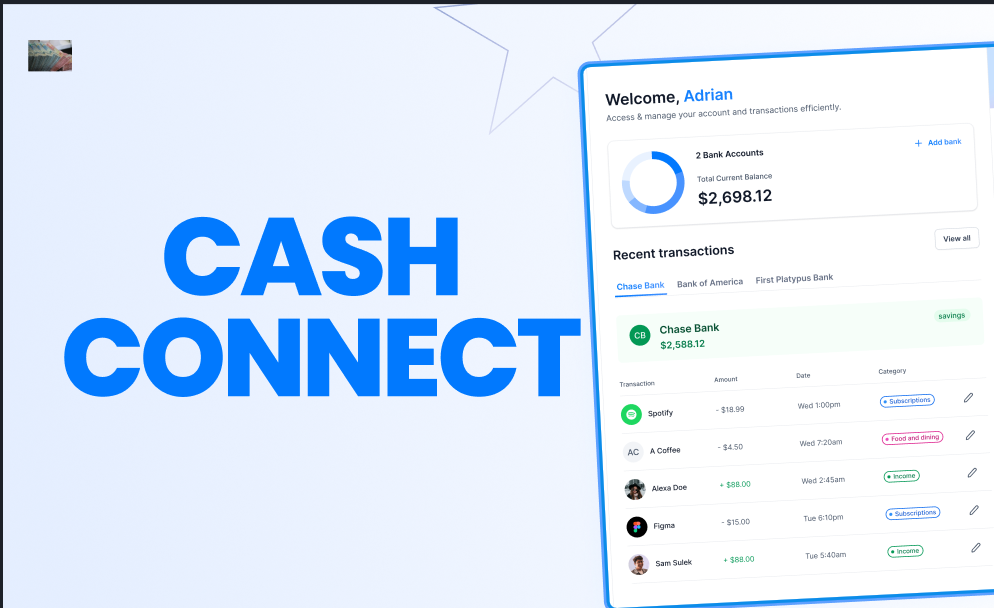 CASH
CONNECT
Welcome, Adrian
Access & manage your account and transactions efficiently.
2 Bank Accounts
+ Add bank
Total Current Balance
$2,698.12
Recent transactions
View all
Chase Bank Bank of America First Platypus Bank
CB Chase Bank savings
$2,588.12
Transaction Amount Date Category
Spotify - $18.99 Wed 1:00pm Subscriptions
AC A Coffee - $4.50 Wed 7:20am Food and dining
Alexa Doe + $88.00 Wed 2:45am Income
Figma - $15.00 Tue 6:10pm Subscriptions
Sam Sulek + $88.00 Tue 5:40am Income